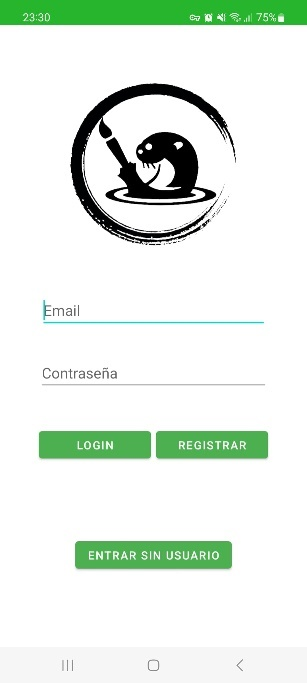 23:30 75%
Email
Contraseña
LOGIN REGISTRAR
ENTRAR SIN USUARIO